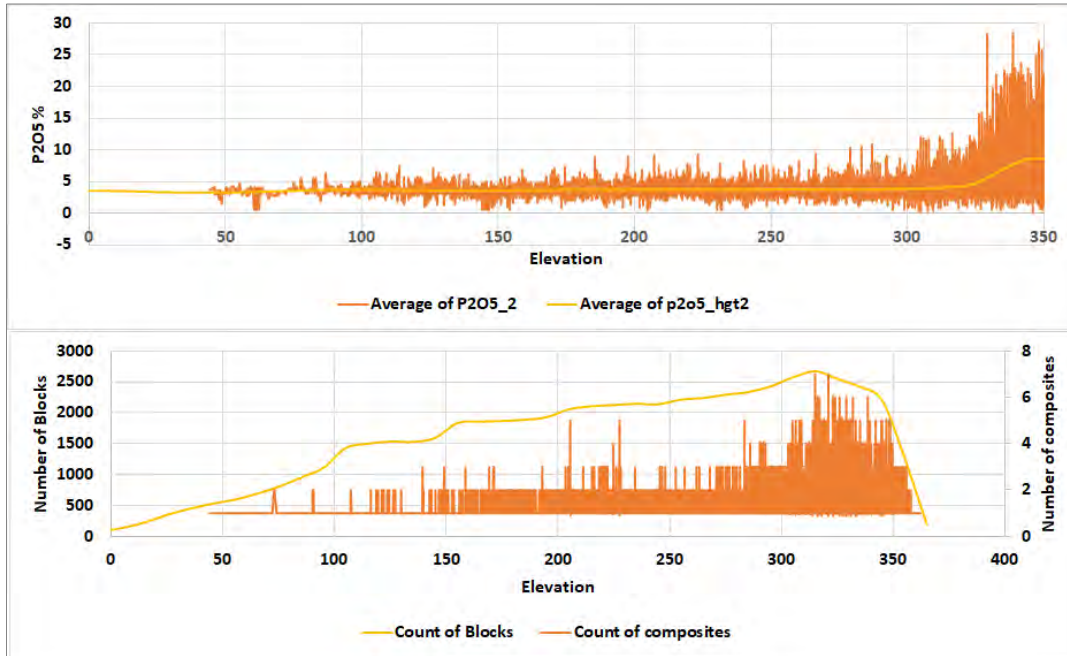 30
25
20
15
10
5
0
-5
P2O5 %
0 50 100 150 200 250 300 350
Elevation
Average of P2O5_2 Average of p2o5_hgt2
3000
2500
2000
1500
1000
500
0
Number of Blocks
8
6
4
2
0
Number of composites
0 50 100 150 200 250 300 350 400
Elevation
Count of Blocks Count of composites